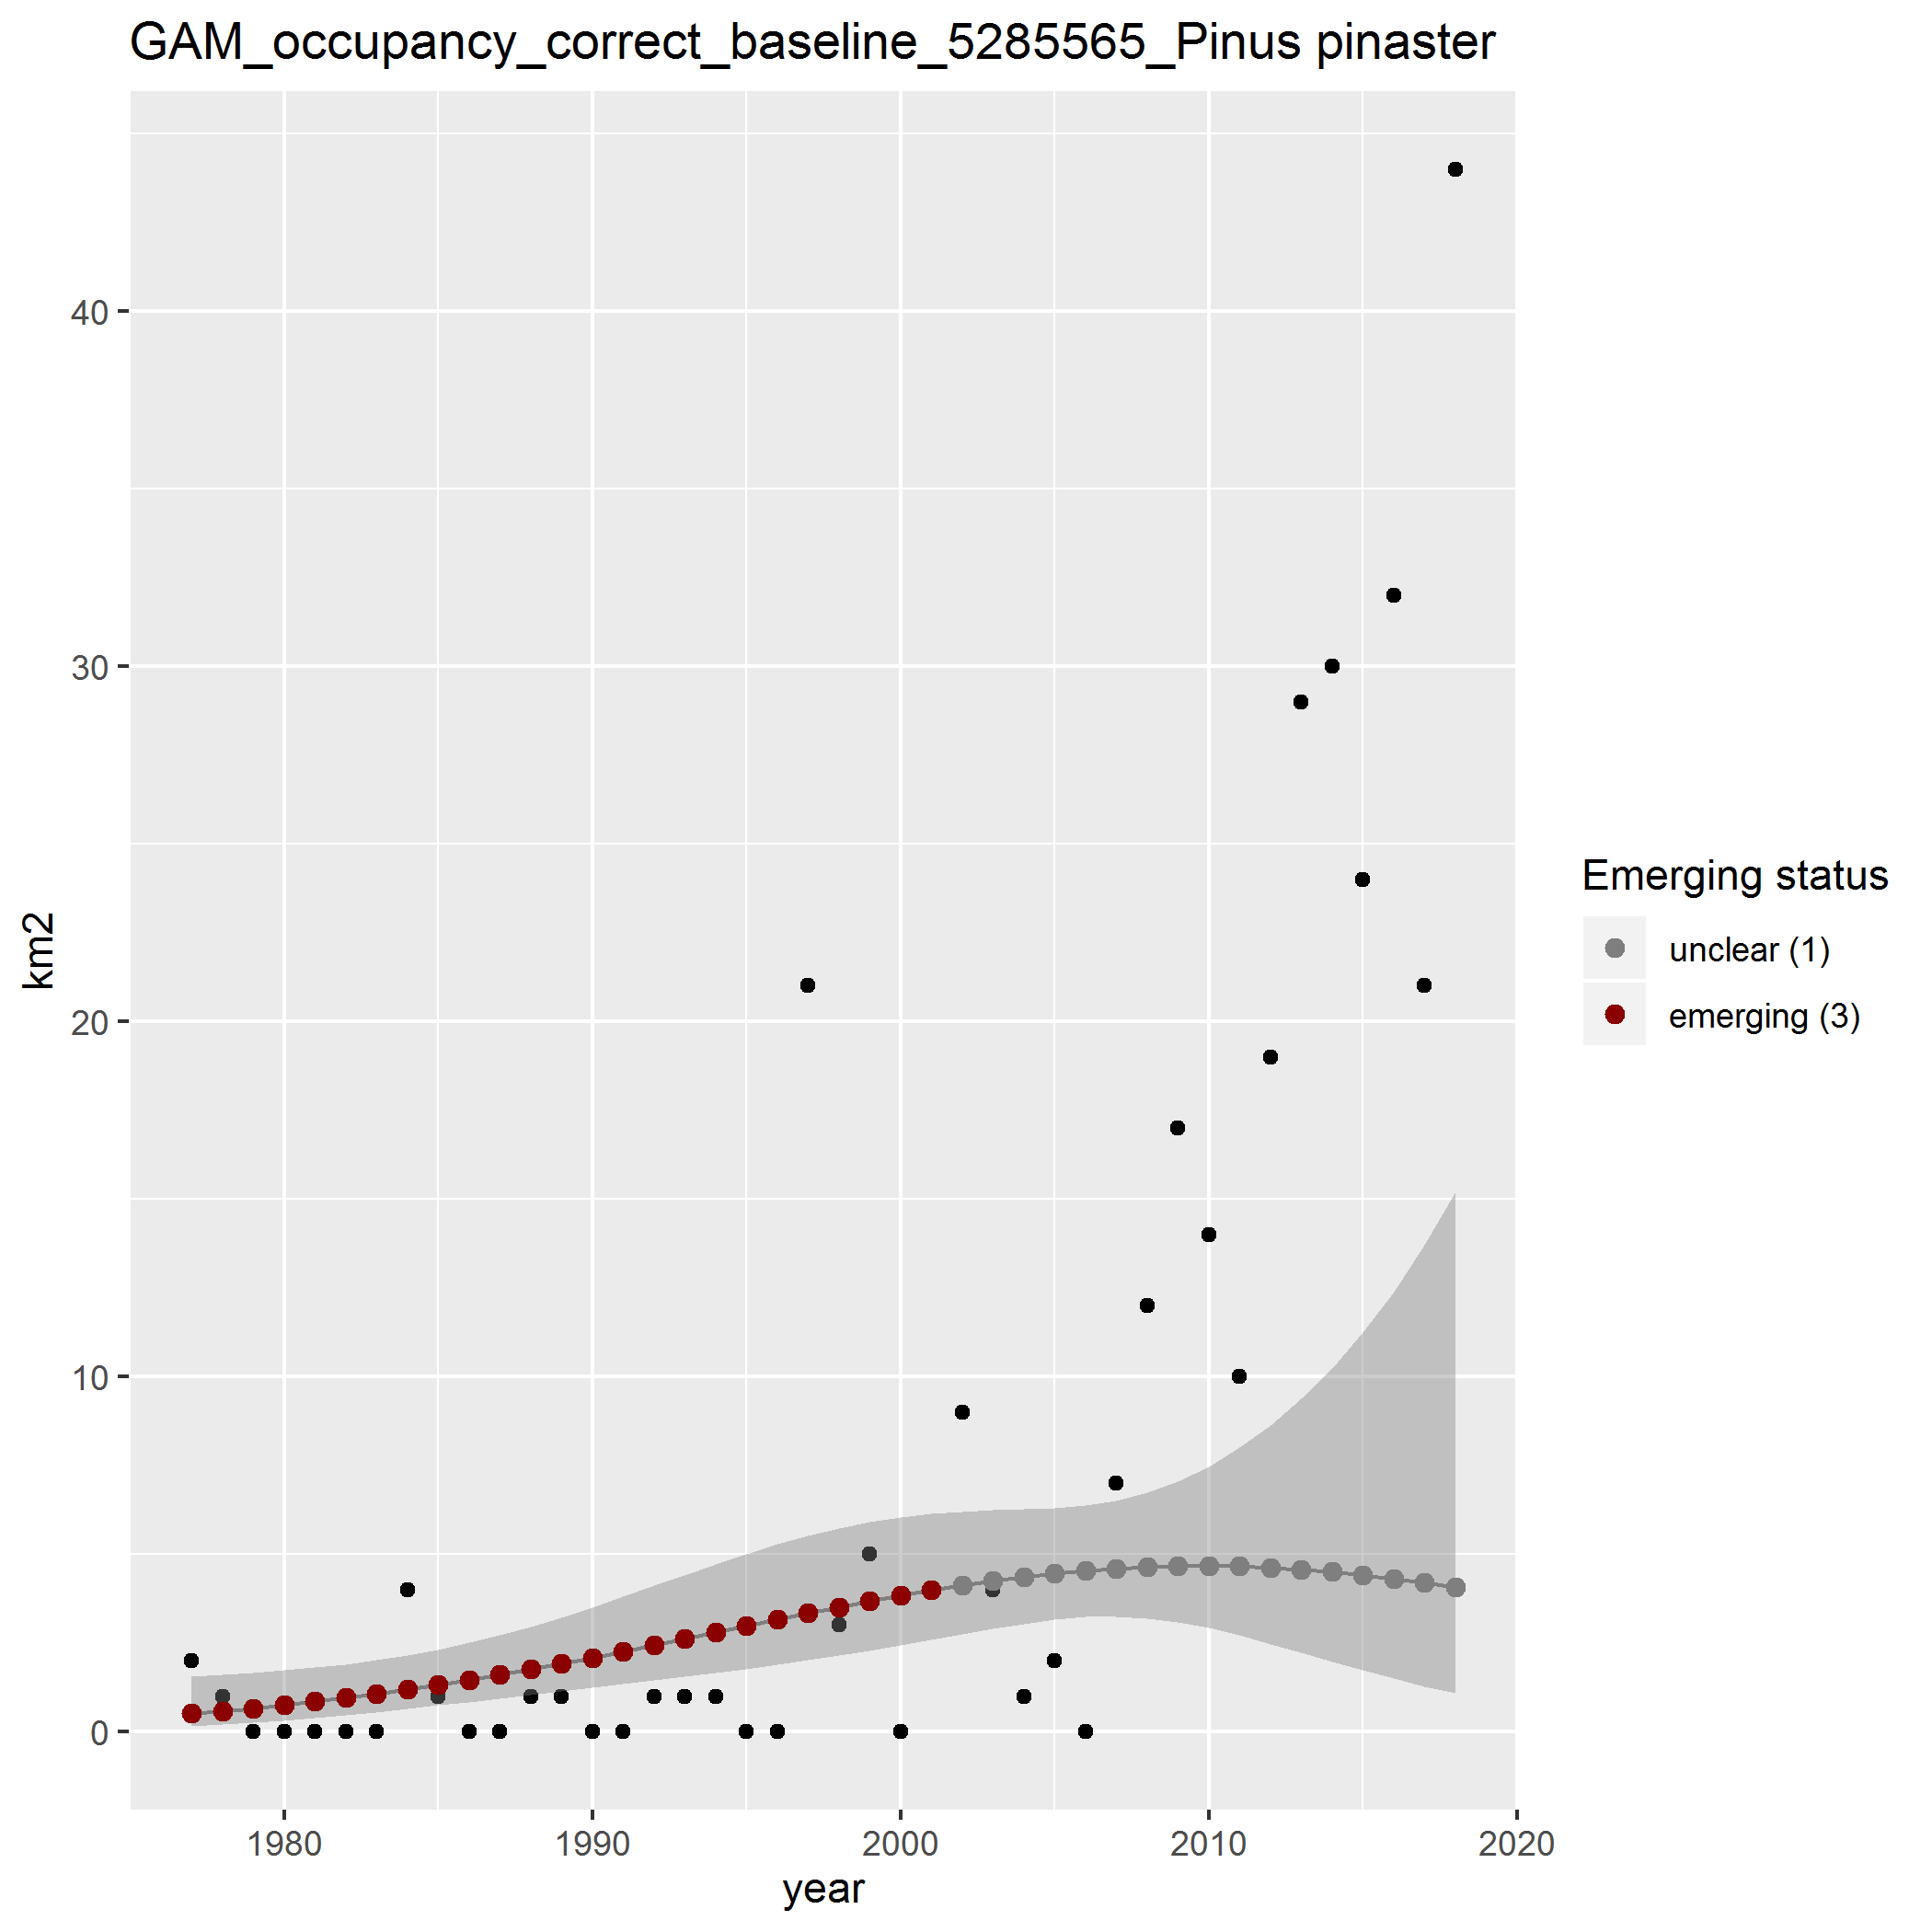 GAM_occupancy_correct_baseline_5285565_Pinus pinaster
km2
40
30
20
10
0
1980 1990 2000 2010 2020
year
Emerging status
unclear (1)
emerging (3)